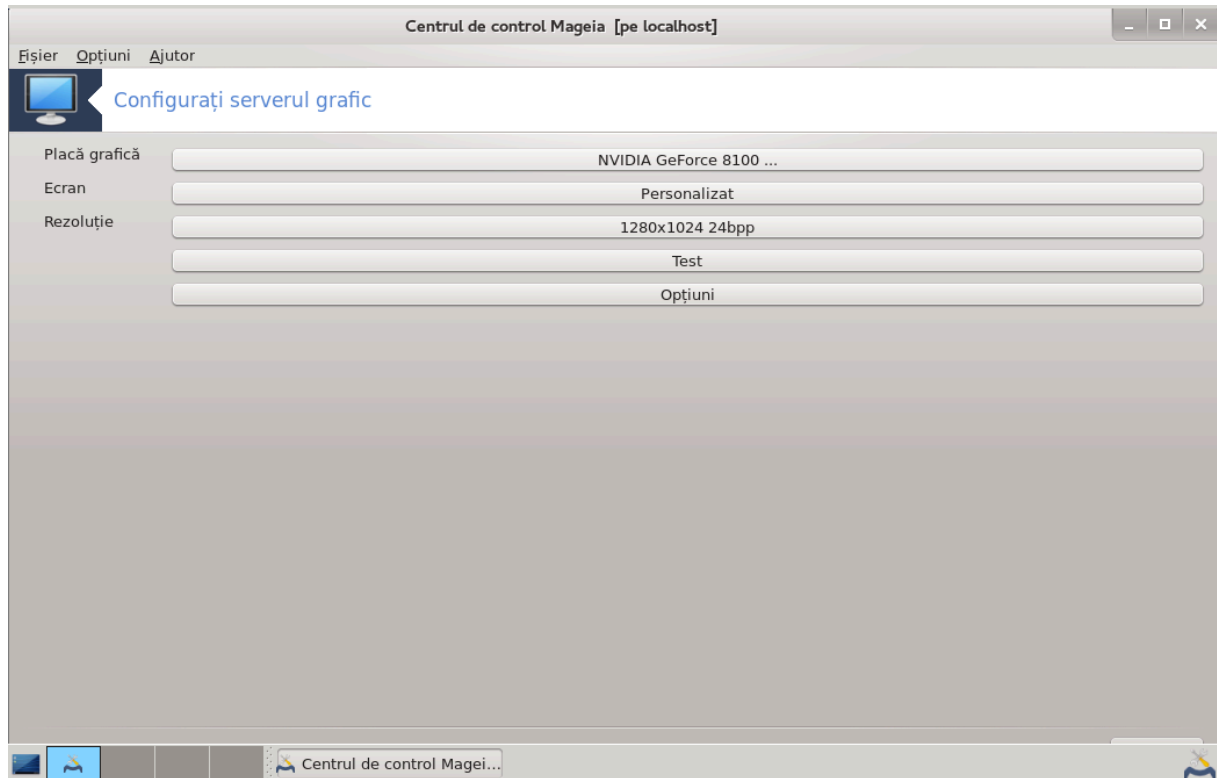 Centrul de control Mageia [pe localhost]
Fișier Opțiuni Ajutor
Configurați serverul grafic
Placă grafică
NVIDIA GeForce 8100 ...
Ecran
Personalizat
Rezoluție
1280x1024 24bpp
Test
Opțiuni
Centrul de control Magei...